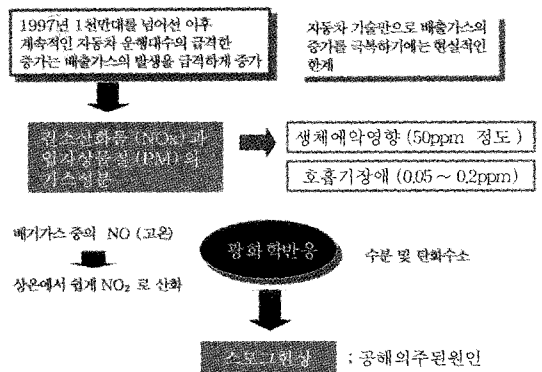 1997년 1천만대를 넘어선 이후
계속적인 자동차 운행대수의 급격한
증가는 배출가스의 발생을 급격하게 증가
자동차 기술만으로 배출가스의
증가를 극복하기에는 현실적인
한계
질소산화물 (NOx) 과
입자상물질 (PM) 의
가스성분
생체에악영향 (50ppm 정도)
호흡기장애 (0.05 ~ 0.2ppm)
배기가스 중의 NO (고온)
상온에서 쉽게 NO₂ 로 산화
광화학반응
수분 및 탄화수소
스모그현상
; 공해의주된원인